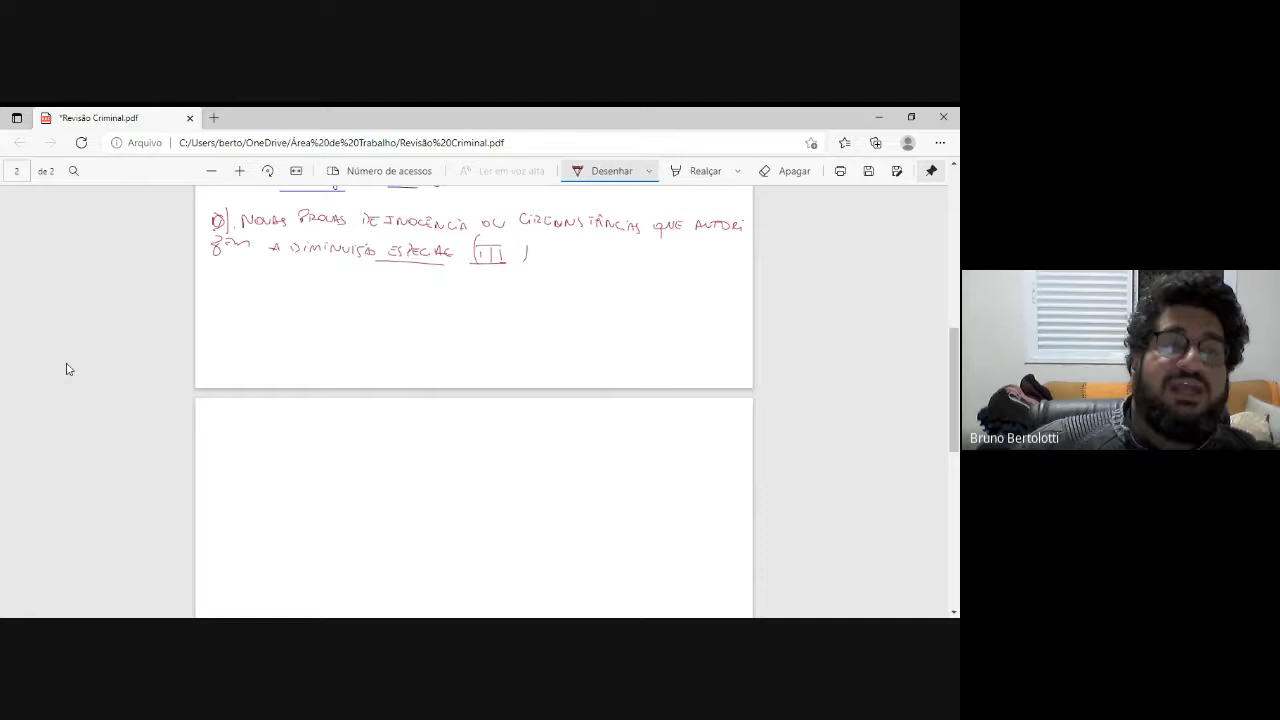 *Revisão Criminal.pdf
Arquivo C:/Users/berto/OneDrive/Área%20de%20Trabalho/Revisão%20Criminal.pdf
2 de 2 Número de acessos Ler em voz alta Desenhar Realçar Apagar
D). NOVAS PROVAS DE INOCÊNCIA OU CIRCUNSTÂNCIAS QUE AUTORI
ZEM A DIMINUIÇÃO ESPECIAL (III)
Bruno Bertolotti